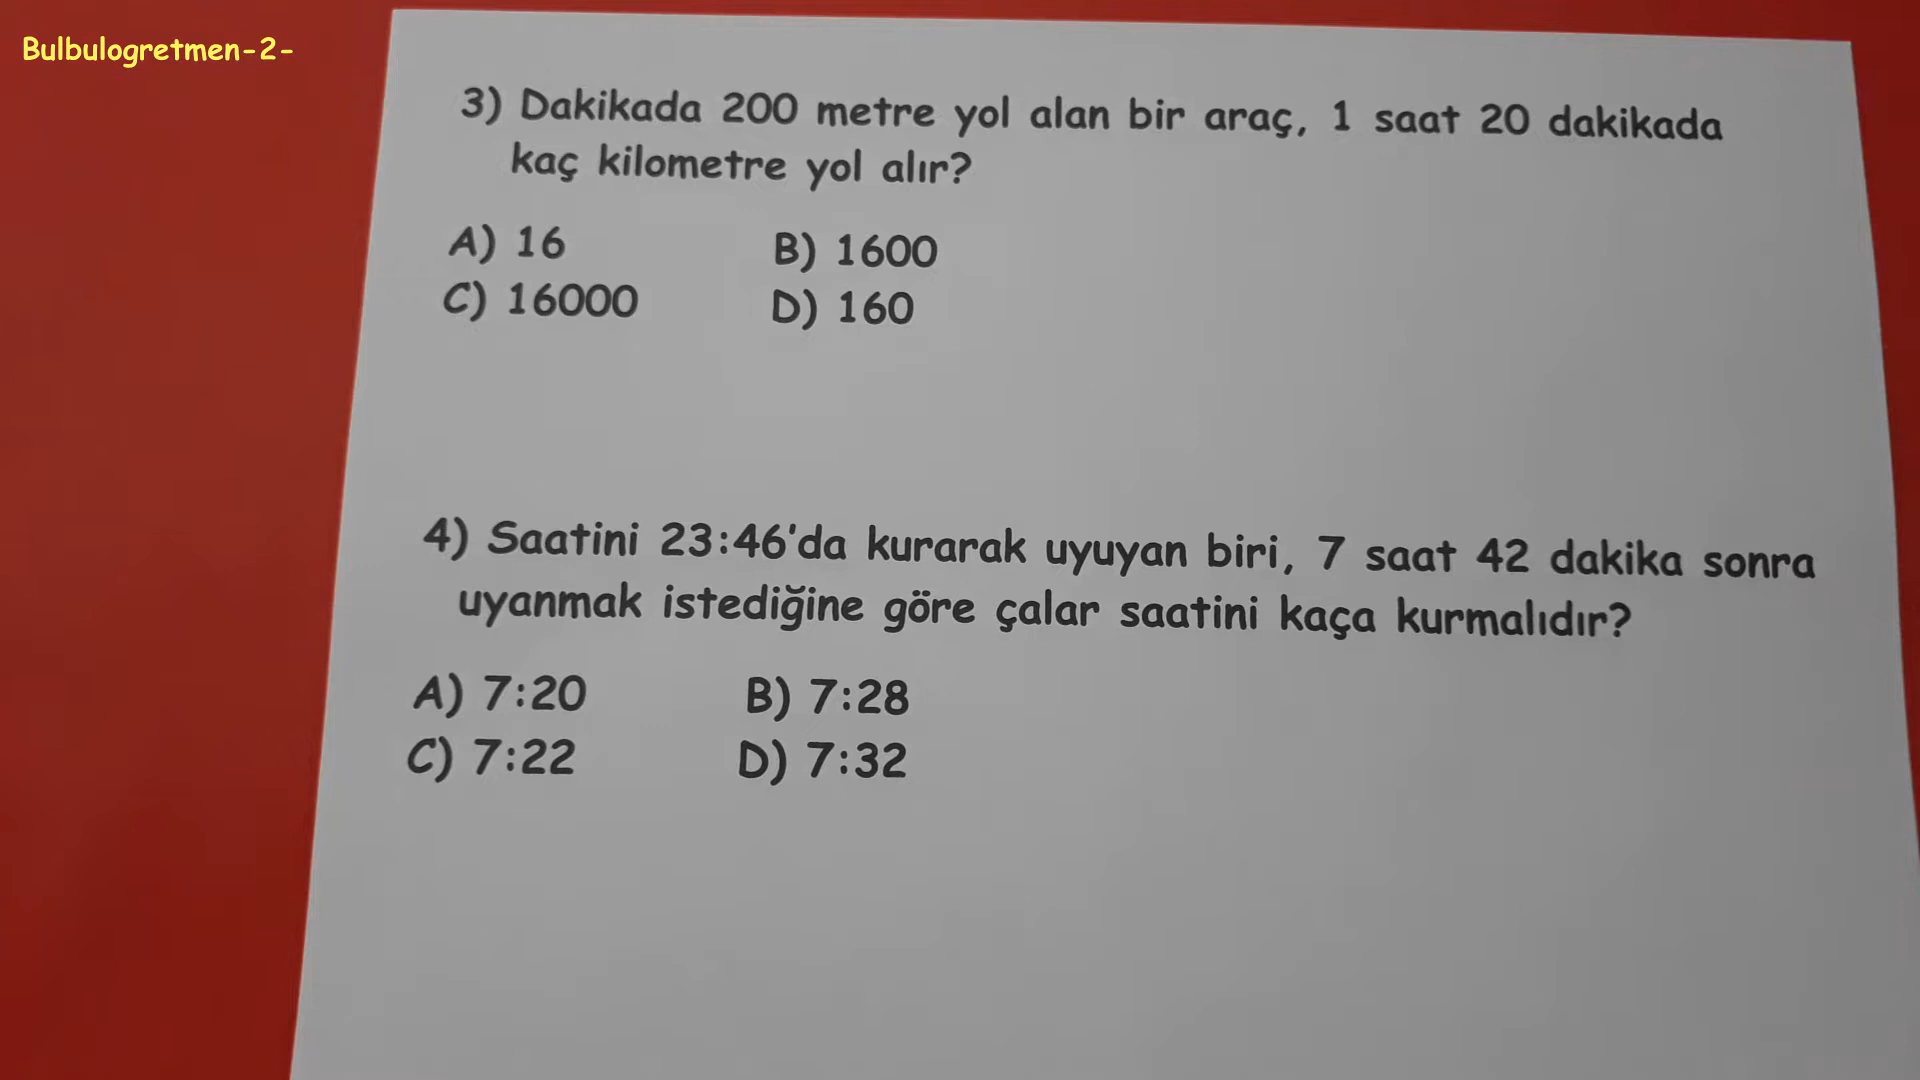 Bulbulogretmen-2-
3) Dakikada 200 metre yol alan bir araç, 1 saat 20 dakikada
kaç kilometre yol alır?
A) 16 B) 1600
C) 16000 D) 160
4) Saatini 23:46'da kurarak uyuyan biri, 7 saat 42 dakika sonra
uyanmak istediğine göre çalar saatini kaça kurmalıdır?
A) 7:20 B) 7:28
C) 7:22 D) 7:32